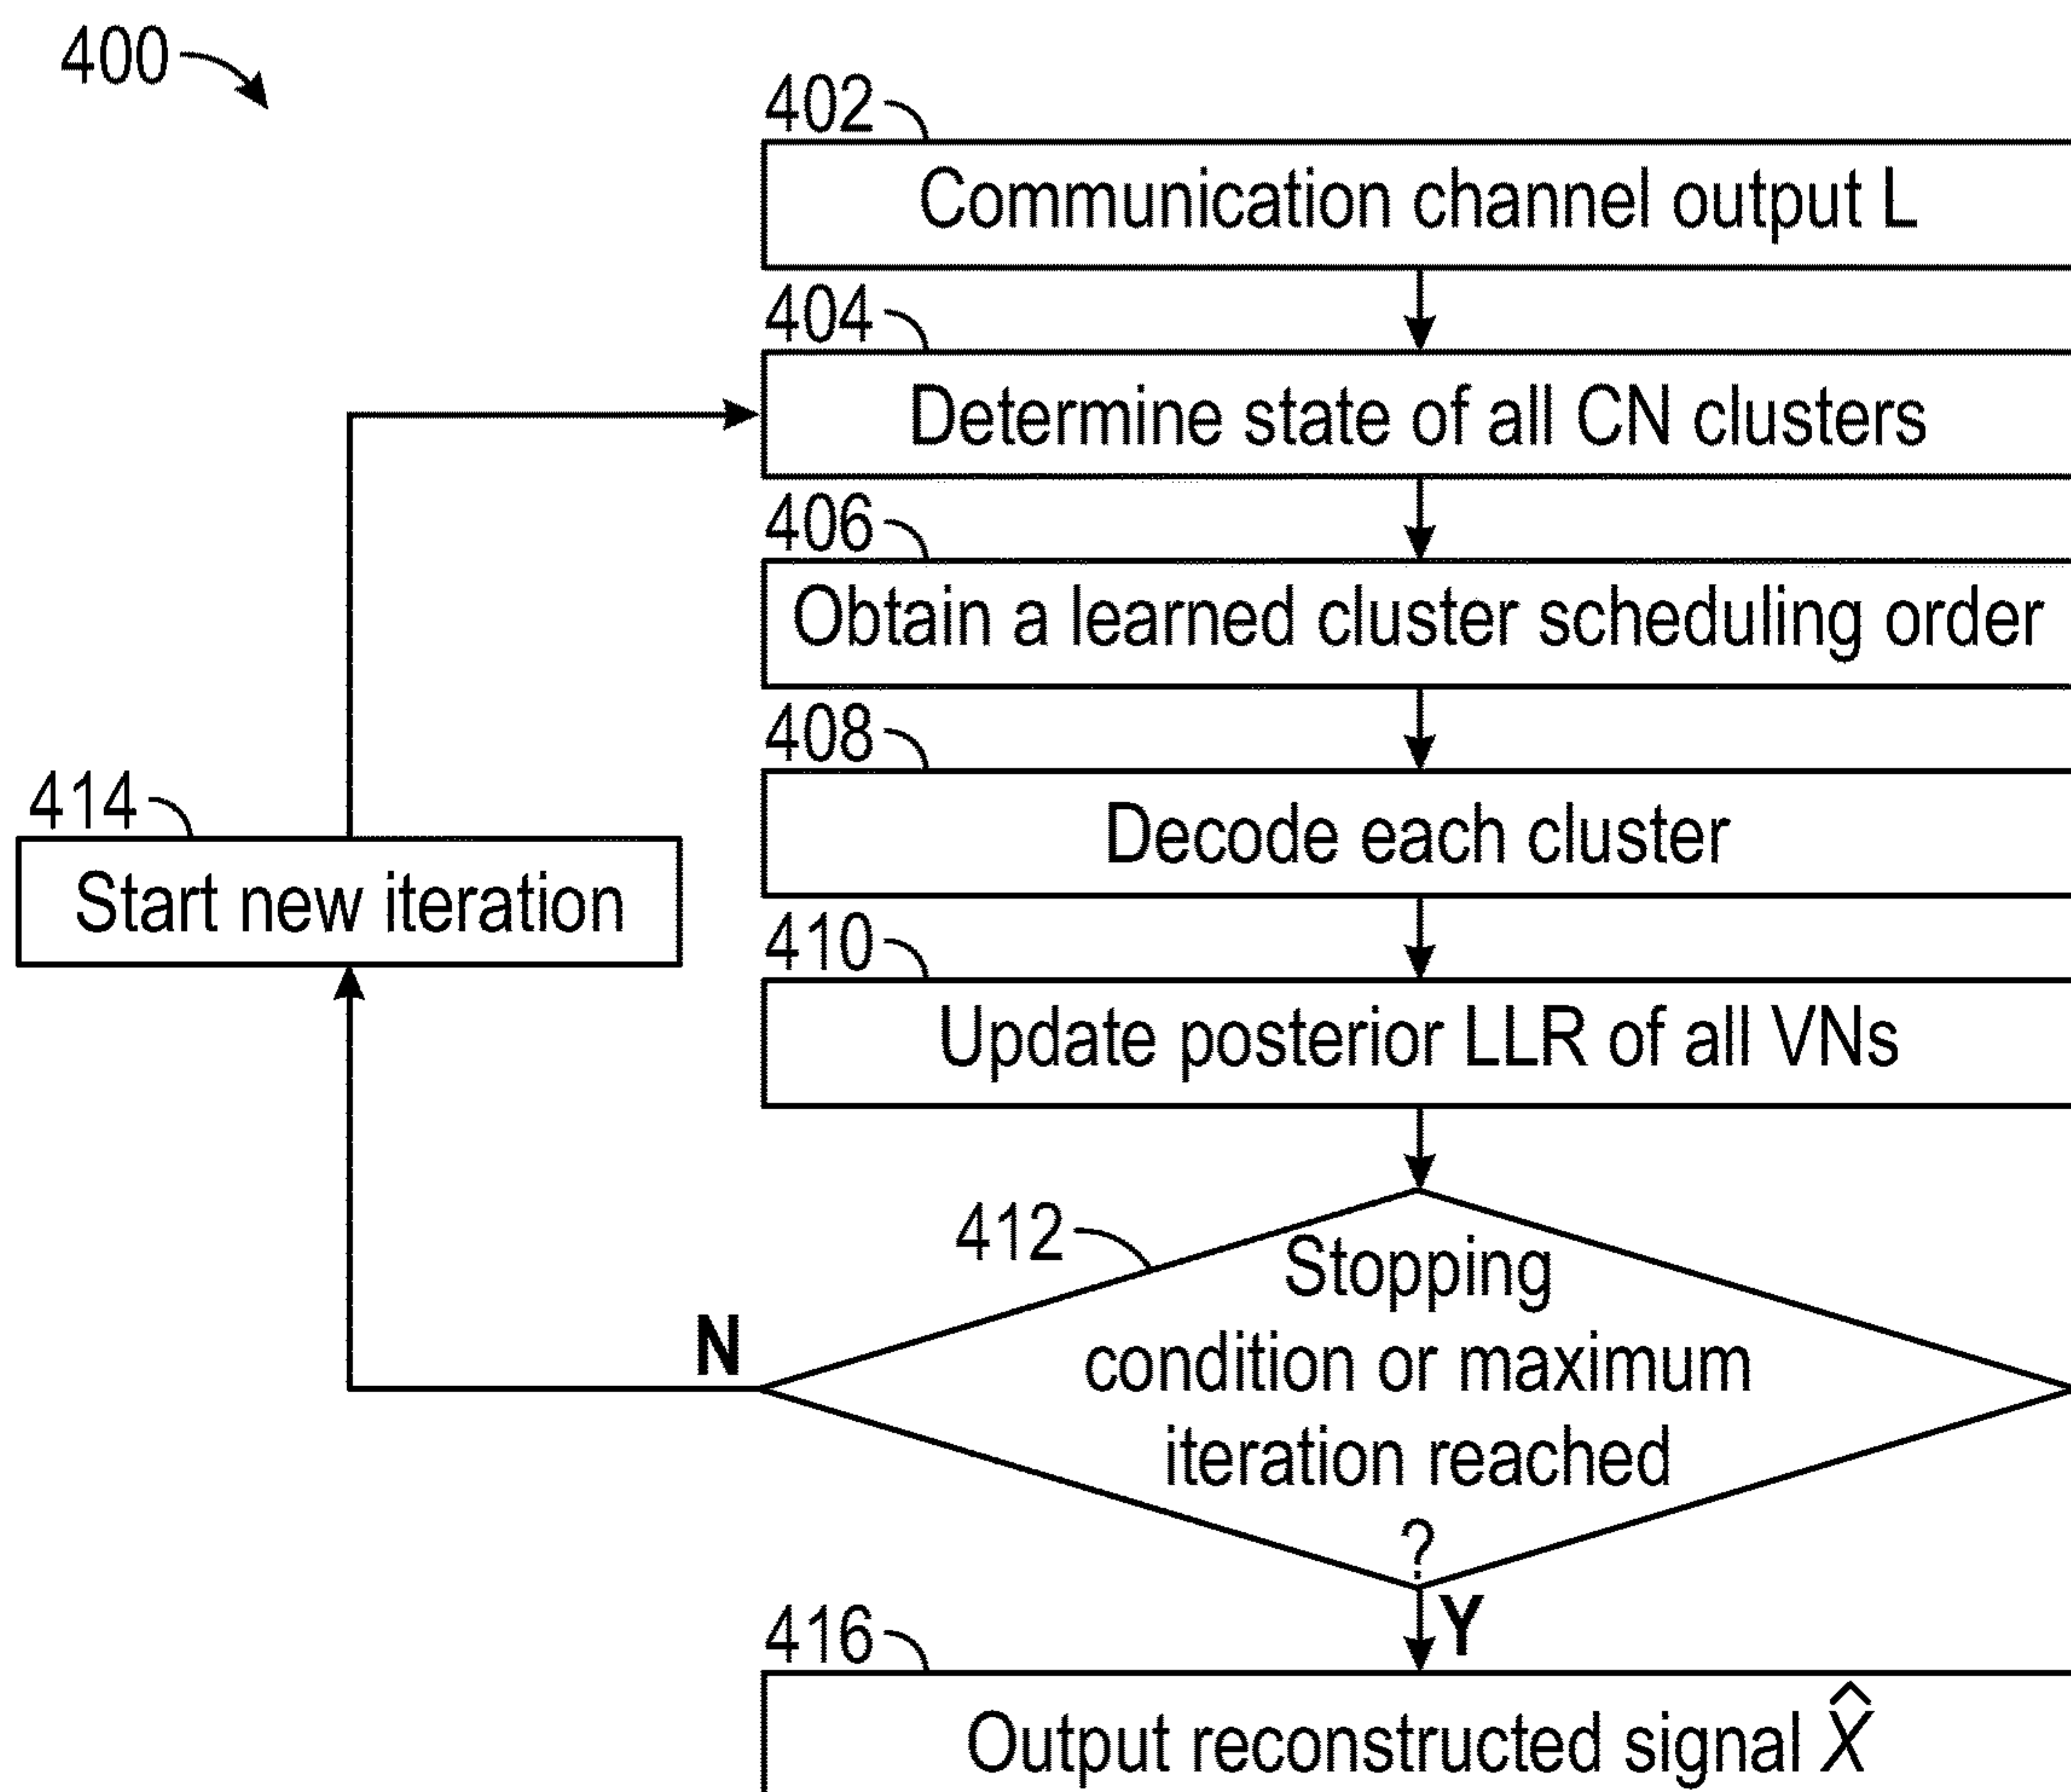 400
402
Communication channel output L
404
Determine state of all CN clusters
406
Obtain a learned cluster scheduling order
408
Decode each cluster
414
Start new iteration
410
Update posterior LLR of all VNs
412
Stopping
condition or maximum
iteration reached
?
N
Y
416
Output reconstructed signal X̂